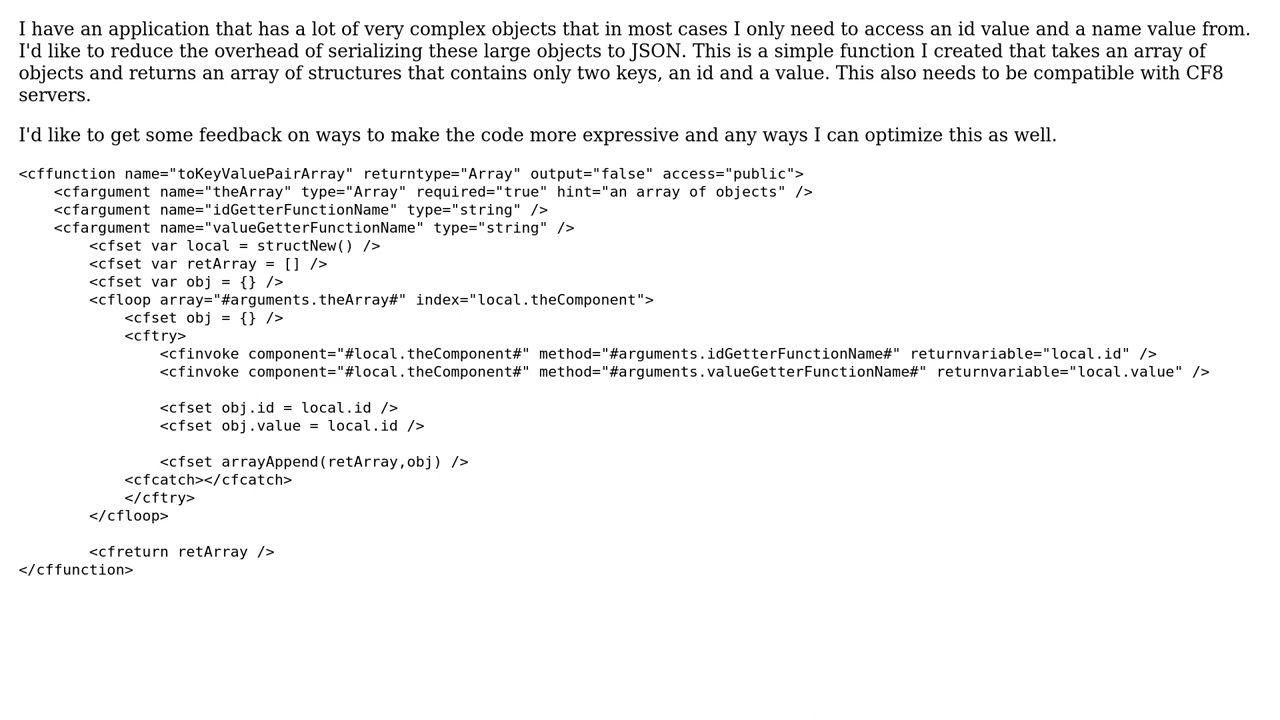 I have an application that has a lot of very complex objects that in most cases I only need to access an id value and a name value from.
I'd like to reduce the overhead of serializing these large objects to JSON. This is a simple function I created that takes an array of
objects and returns an array of structures that contains only two keys, an id and a value. This also needs to be compatible with CF8
servers.
I'd like to get some feedback on ways to make the code more expressive and any ways I can optimize this as well.
<cffunction name="toKeyValuePairArray" returntype="Array" output="false" access="public">
    <cfargument name="theArray" type="Array" required="true" hint="an array of objects" />
    <cfargument name="idGetterFunctionName" type="string" />
    <cfargument name="valueGetterFunctionName" type="string" />
        <cfset var local = structNew() />
        <cfset var retArray = [] />
        <cfset var obj = {} />
        <cfloop array="#arguments.theArray#" index="local.theComponent">
            <cfset obj = {} />
            <cftry>
                <cfinvoke component="#local.theComponent#" method="#arguments.idGetterFunctionName#" returnvariable="local.id" />
                <cfinvoke component="#local.theComponent#" method="#arguments.valueGetterFunctionName#" returnvariable="local.value" />
                <cfset obj.id = local.id />
                <cfset obj.value = local.id />
                <cfset arrayAppend(retArray,obj) />
            <cfcatch></cfcatch>
            </cftry>
        </cfloop>
        <cfreturn retArray />
</cffunction>